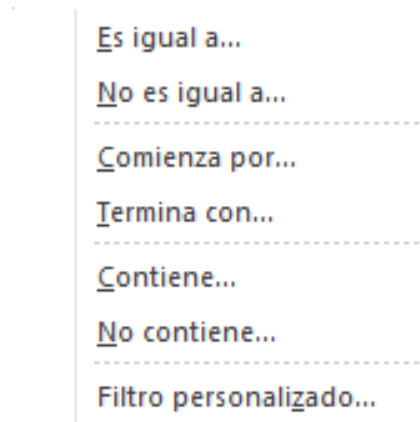 Es igual a...
No es igual a...
Comienza por...
Termina con...
Contiene...
No contiene...
Filtro personalizado...